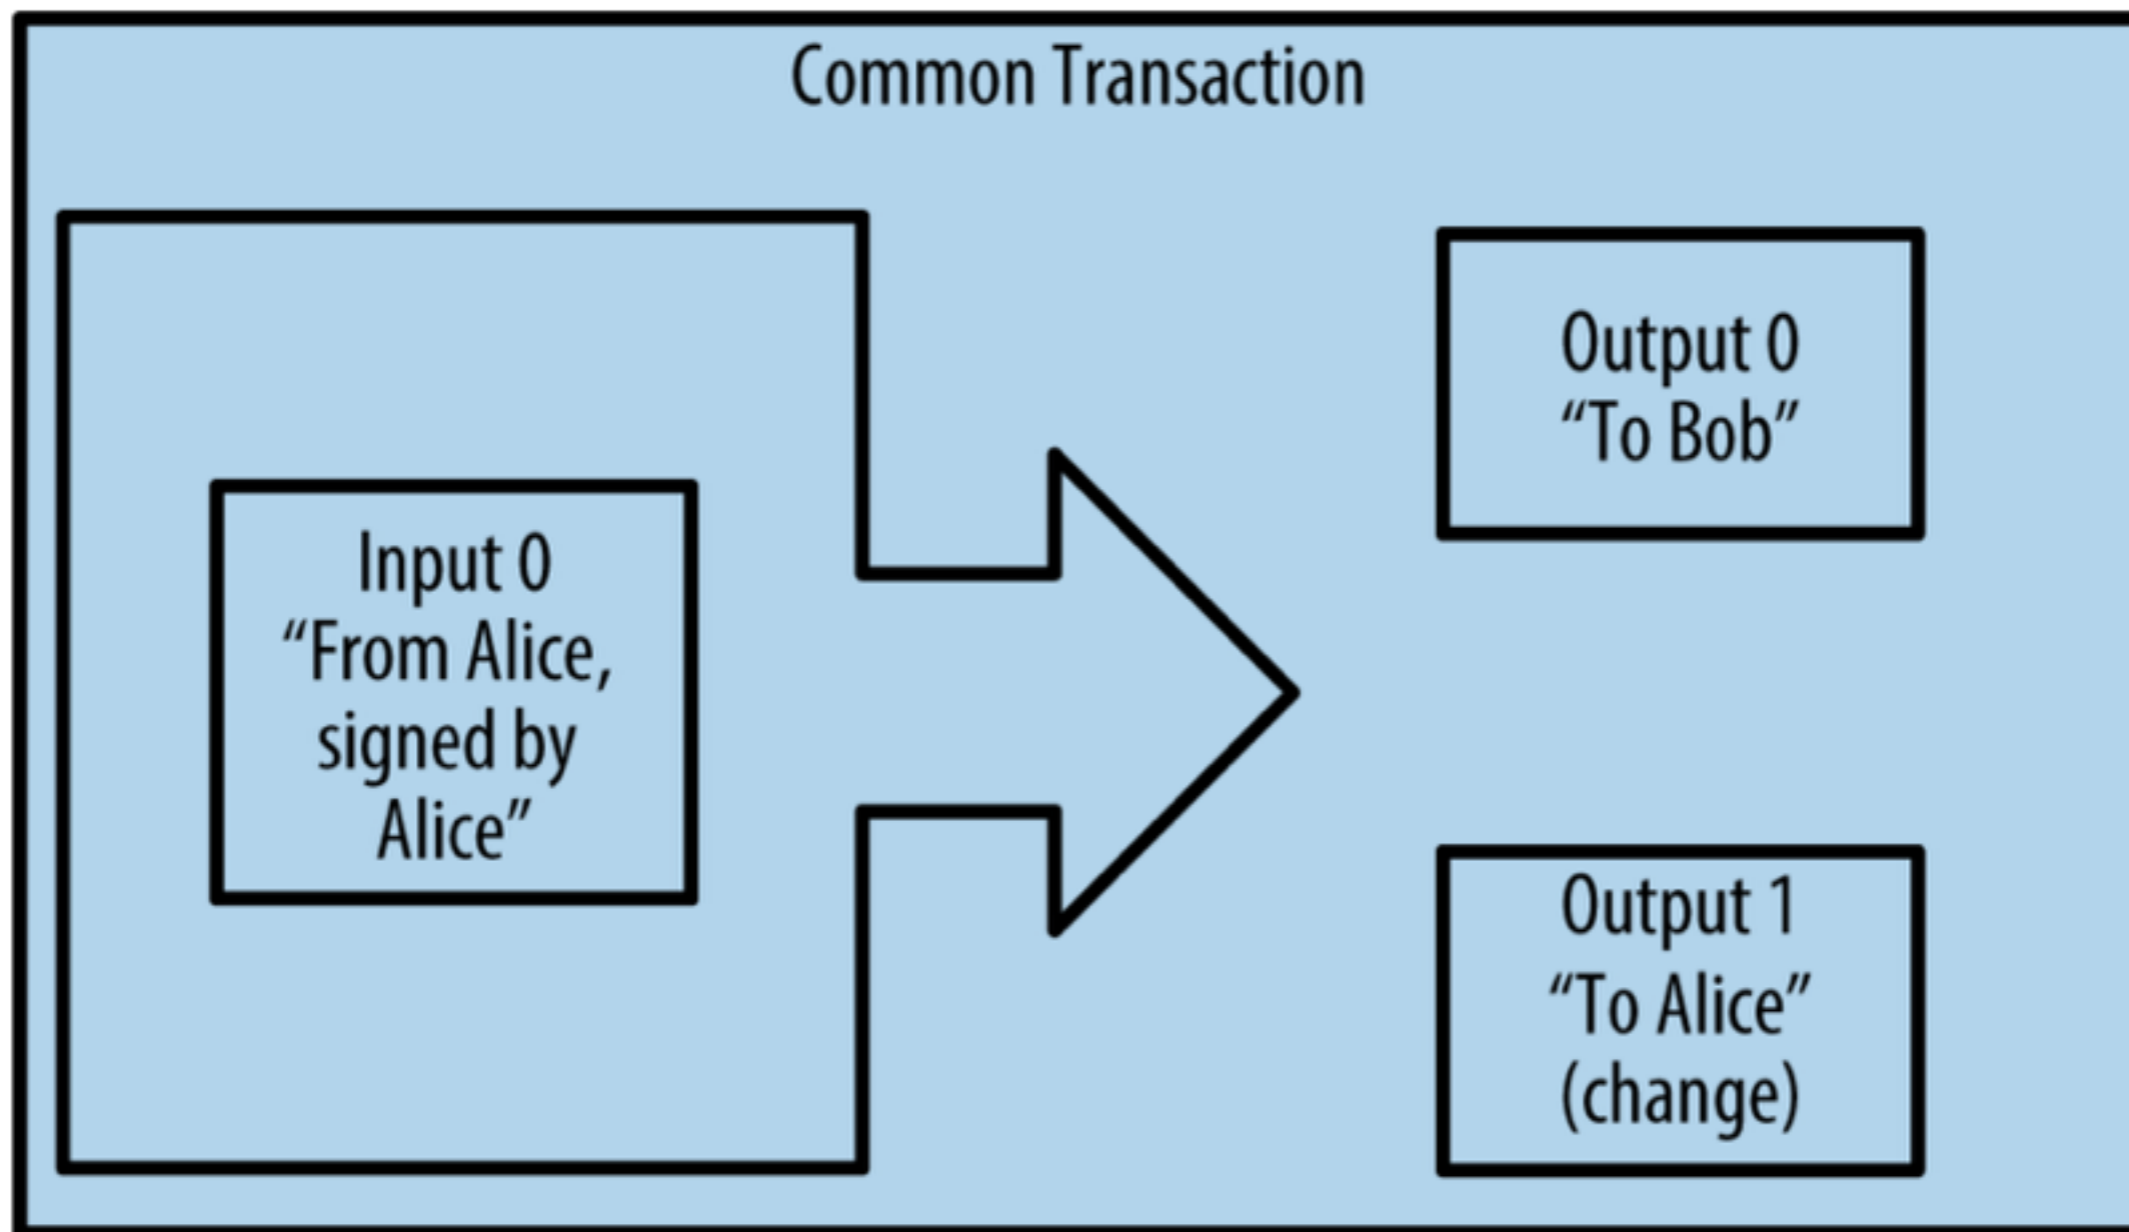 Common Transaction
Input 0
“From Alice,
signed by
Alice”
Output 0
“To Bob”
Output 1
“To Alice”
(change)